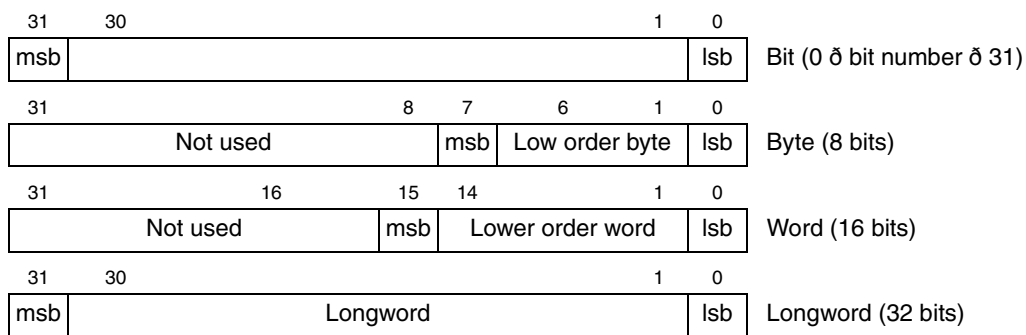 31 30 1 0
msb lsb Bit (0 ð bit number ð 31)
31 8 7 6 1 0
Not used msb Low order byte lsb Byte (8 bits)
31 16 15 14 1 0
Not used msb Lower order word lsb Word (16 bits)
31 30 1 0
msb Longword lsb Longword (32 bits)